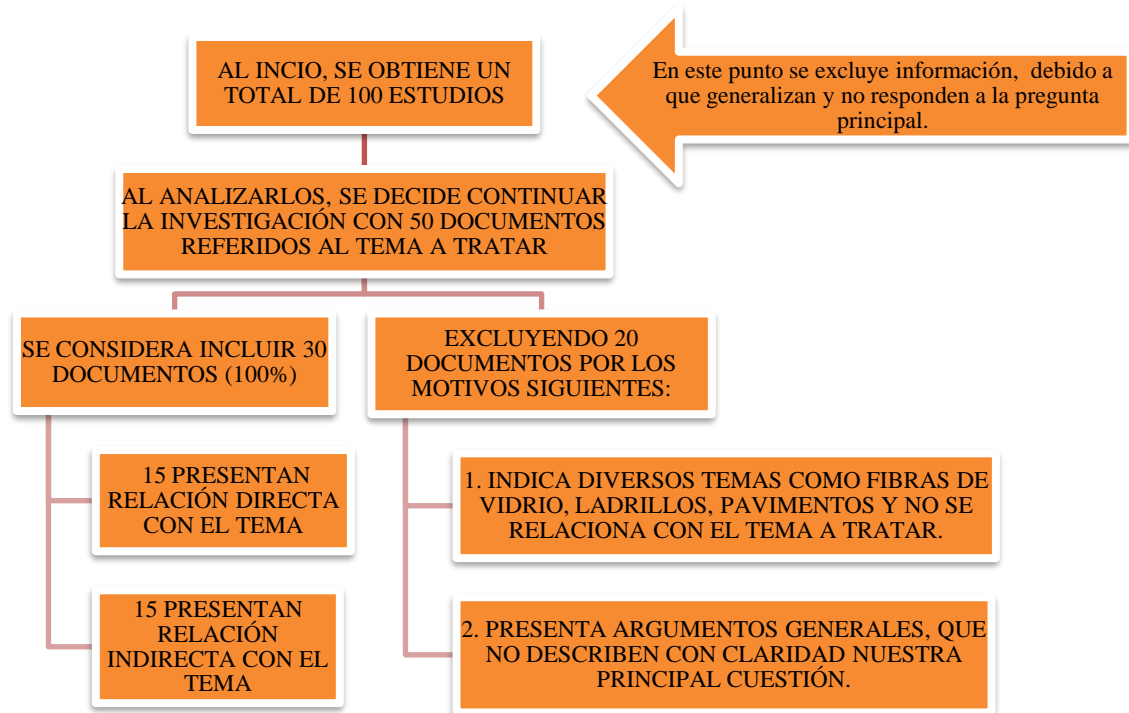 AL INCIO, SE OBTIENE UN
TOTAL DE 100 ESTUDIOS
En este punto se excluye información, debido a
que generalizan y no responden a la pregunta
principal.
AL ANALIZARLOS, SE DECIDE CONTINUAR
LA INVESTIGACIÓN CON 50 DOCUMENTOS
REFERIDOS AL TEMA A TRATAR
SE CONSIDERA INCLUIR 30
DOCUMENTOS (100%)
15 PRESENTAN
RELACIÓN DIRECTA
CON EL TEMA
15 PRESENTAN
RELACIÓN
INDIRECTA CON EL
TEMA
EXCLUYENDO 20
DOCUMENTOS POR LOS
MOTIVOS SIGUIENTES:
1. INDICA DIVERSOS TEMAS COMO FIBRAS DE
VIDRIO, LADRILLOS, PAVIMENTOS Y NO SE
RELACIONA CON EL TEMA A TRATAR.
2. PRESENTA ARGUMENTOS GENERALES, QUE
NO DESCRIBEN CON CLARIDAD NUESTRA
PRINCIPAL CUESTIÓN.